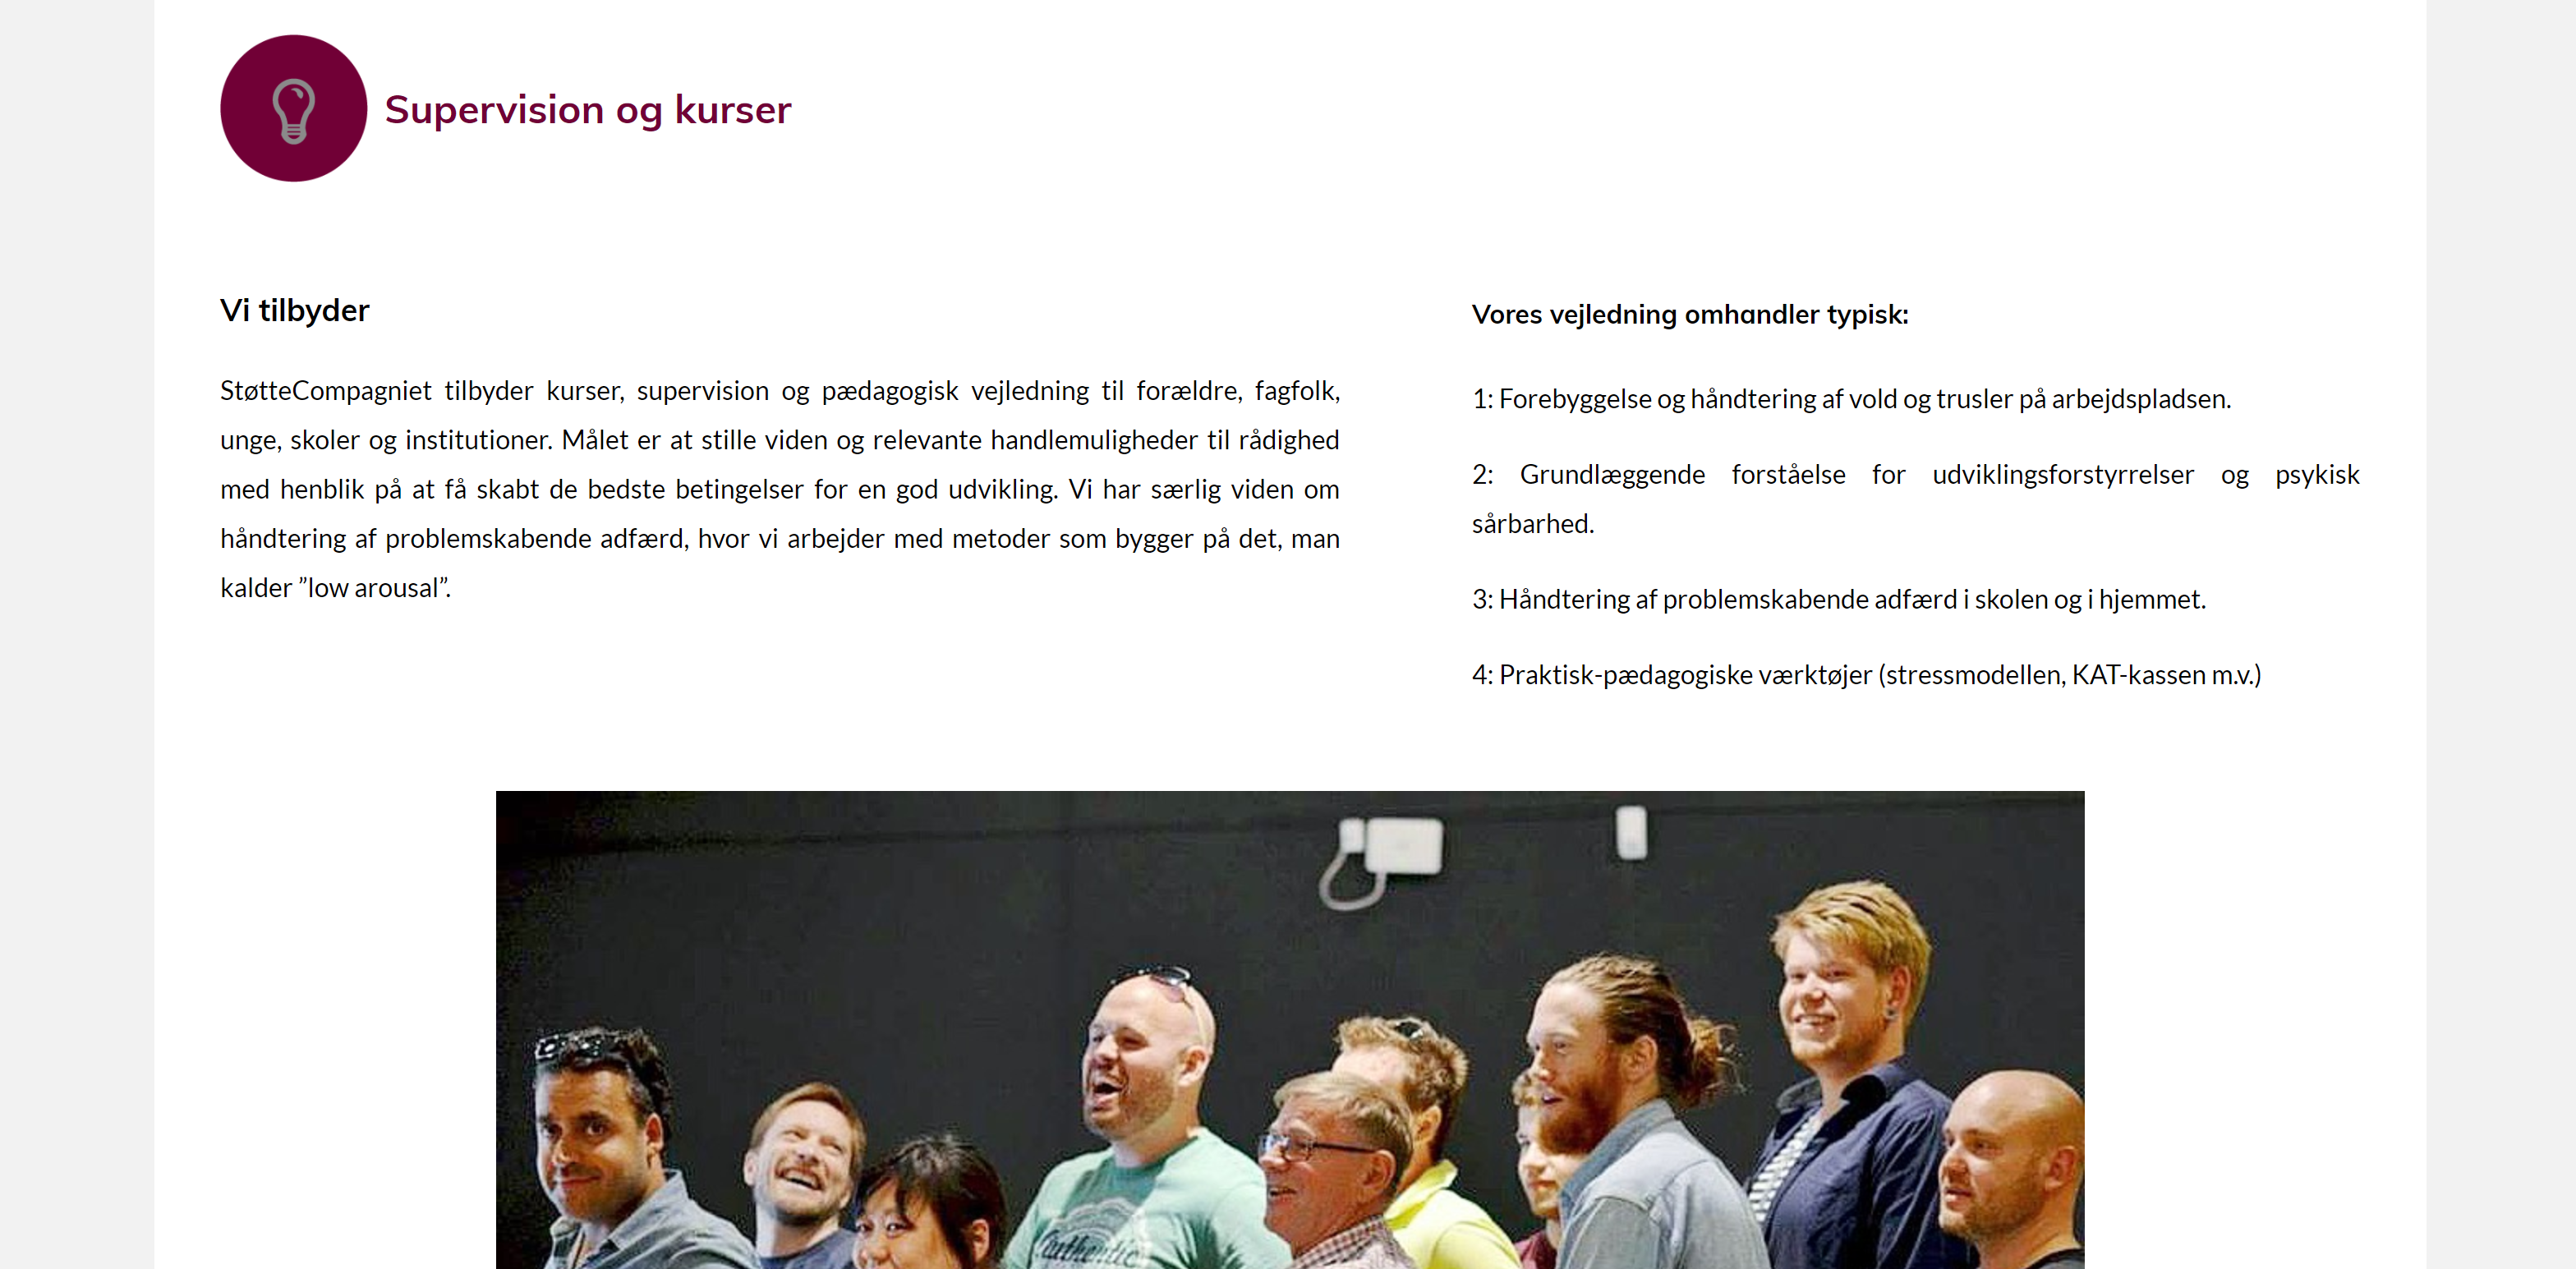 Supervision og kurser
Vi tilbyder
StøtteCompagniet tilbyder kurser, supervision og pædagogisk vejledning til forældre, fagfolk,
unge, skoler og institutioner. Målet er at stille viden og relevante handlemuligheder til rådighed
med henblik på at få skabt de bedste betingelser for en god udvikling. Vi har særlig viden om
håndtering af problemskabende adfærd, hvor vi arbejder med metoder som bygger på det, man
kalder ”low arousal”.
Vores vejledning omhandler typisk:
1: Forebyggelse og håndtering af vold og trusler på arbejdspladsen.
2: Grundlæggende forståelse for udviklingsforstyrrelser og psykisk
sårbarhed.
3: Håndtering af problemskabende adfærd i skolen og i hjemmet.
4: Praktisk-pædagogiske værktøjer (stressmodellen, KAT-kassen m.v.)
Authentic